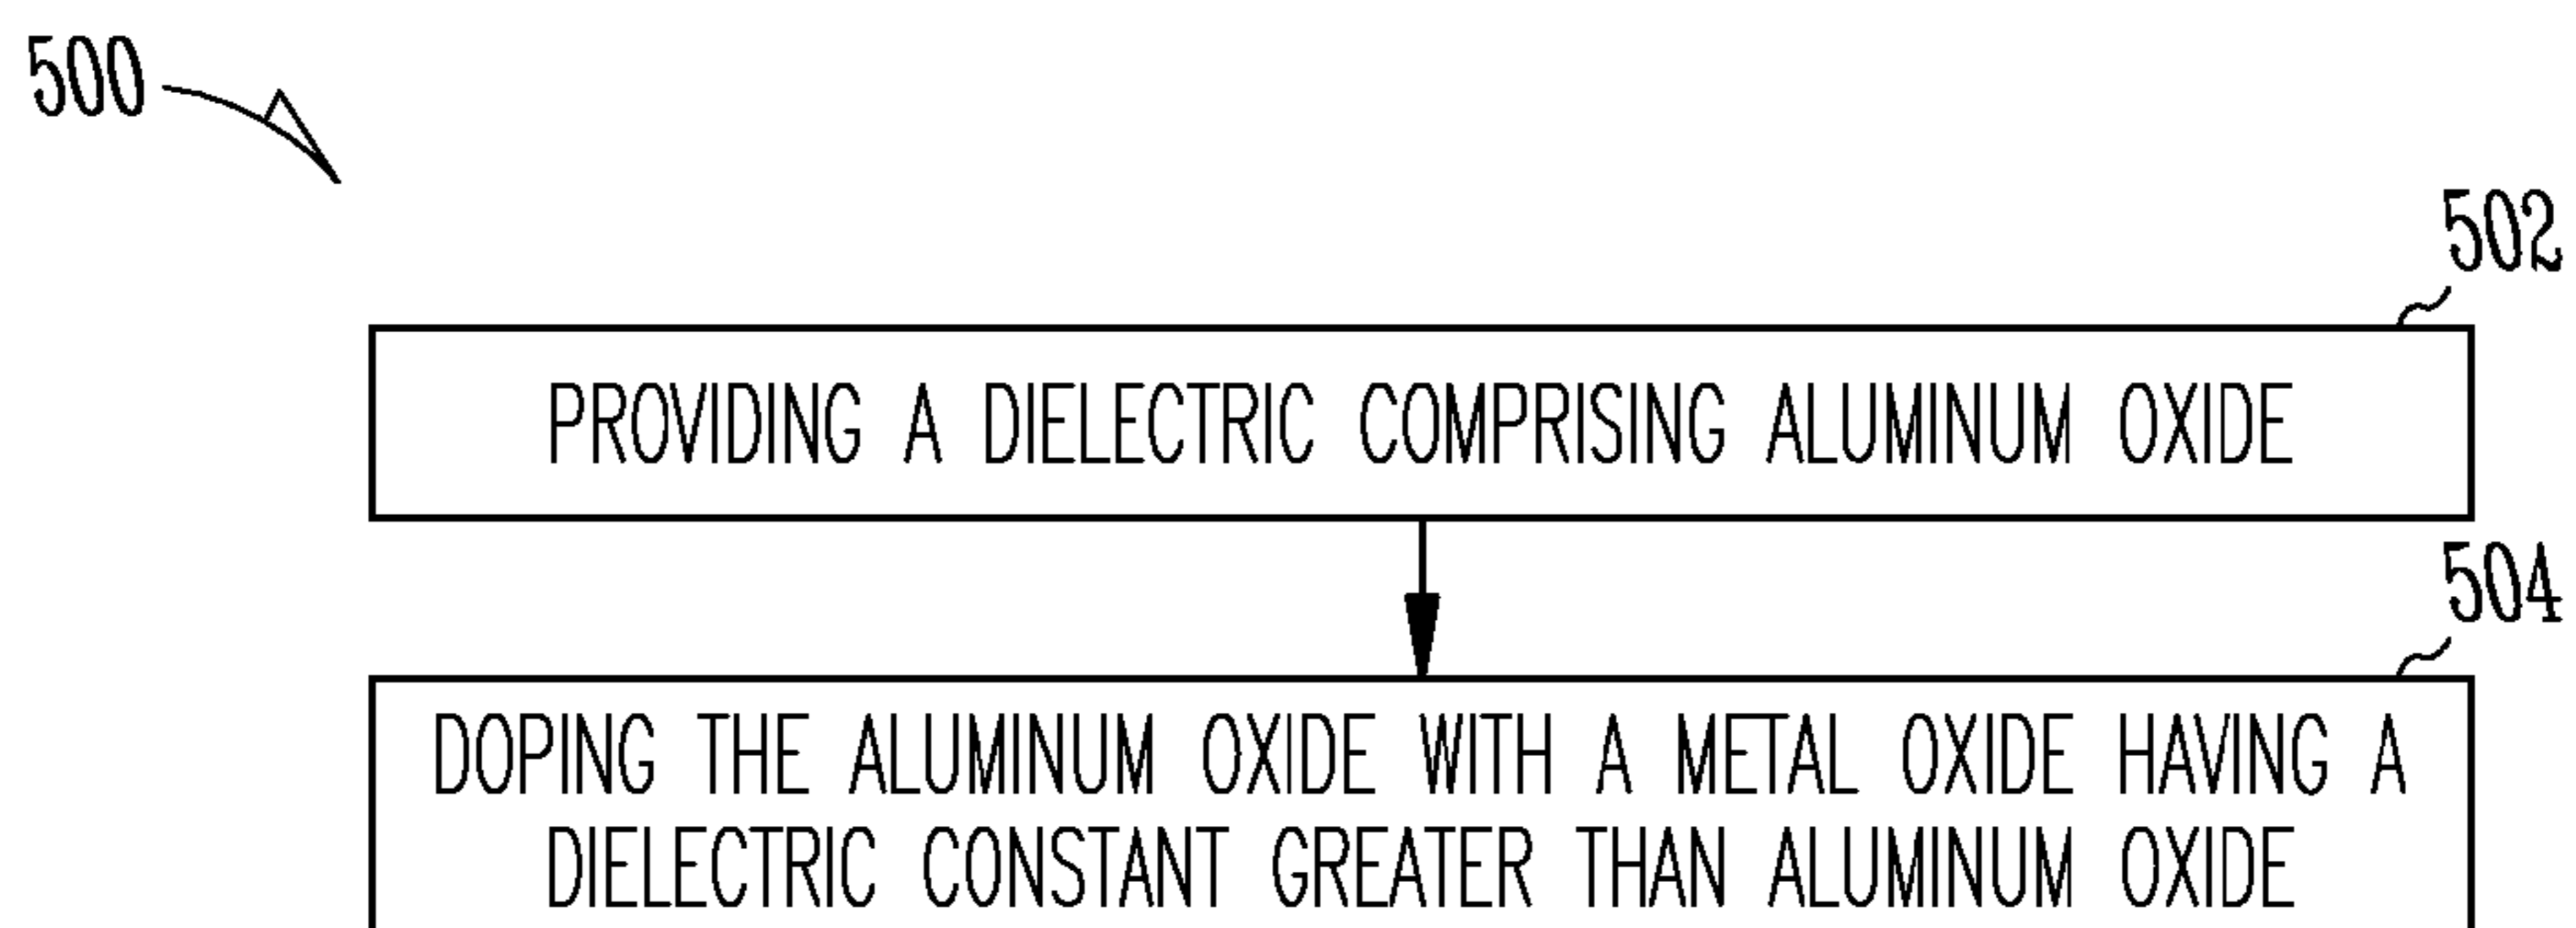 500
502
PROVIDING A DIELECTRIC COMPRISING ALUMINUM OXIDE
504
DOPING THE ALUMINUM OXIDE WITH A METAL OXIDE HAVING A
DIELECTRIC CONSTANT GREATER THAN ALUMINUM OXIDE